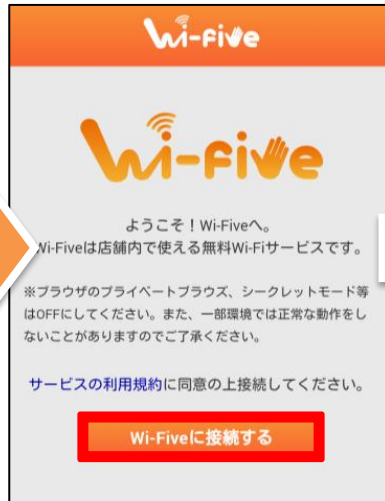 Wi-Five
Wi-Five
ようこそ！Wi-Fiveへ。
Wi-Fiveは店舗内で使える無料Wi-Fiサービスです。
※ブラウザのプライベートブラウズ、シークレットモード等
はOFFにしてください。また、一部環境では正常な動作をし
ないことがありますのでご了承ください。
サービスの利用規約に同意の上接続してください。
Wi-Fiveに接続する